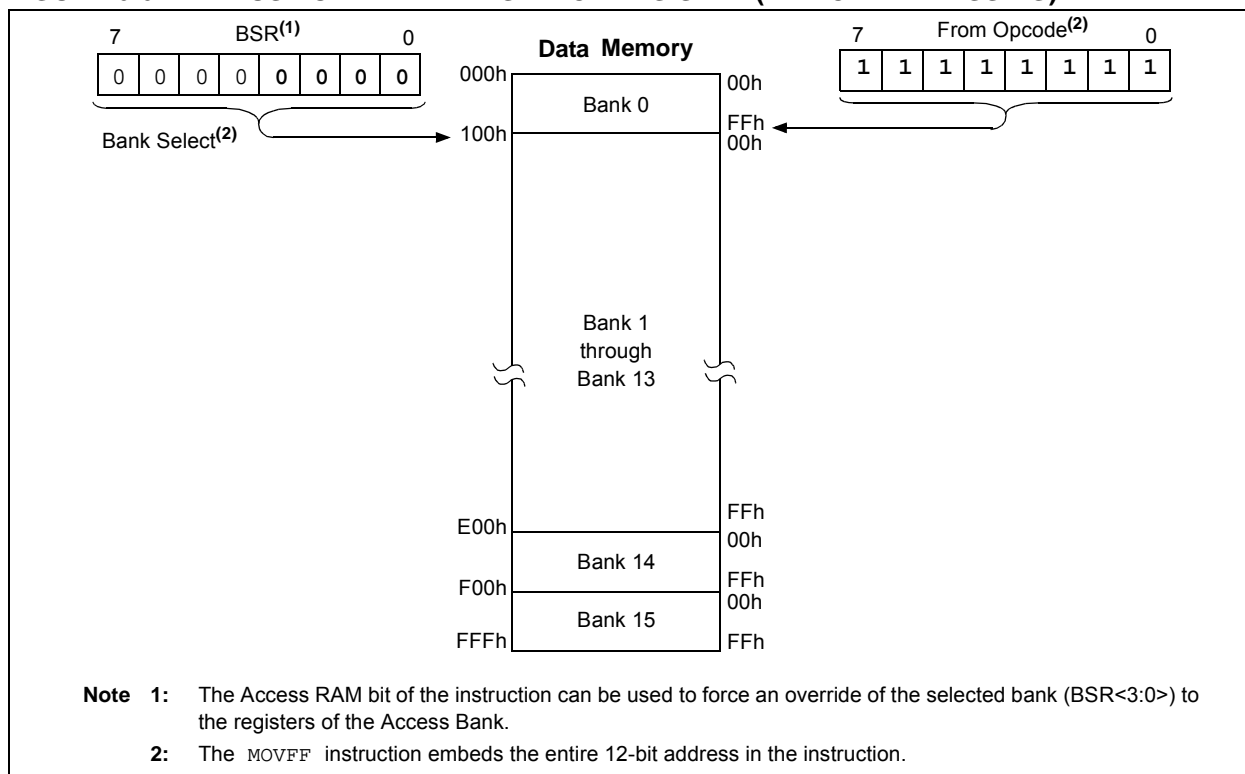 7 BSR(1) 0
0 0 0 0 0 0 0 0
Bank Select(2)
Data Memory
000h
00h
Bank 0
FFh
100h
00h
7 From Opcode(2) 0
1 1 1 1 1 1 1 1
Bank 1
through
Bank 13
FFh
E00h
00h
Bank 14
FFh
F00h
00h
Bank 15
FFFh
FFh
Note 1: The Access RAM bit of the instruction can be used to force an override of the selected bank (BSR<3:0>) to
the registers of the Access Bank.
2: The MOVFF instruction embeds the entire 12-bit address in the instruction.